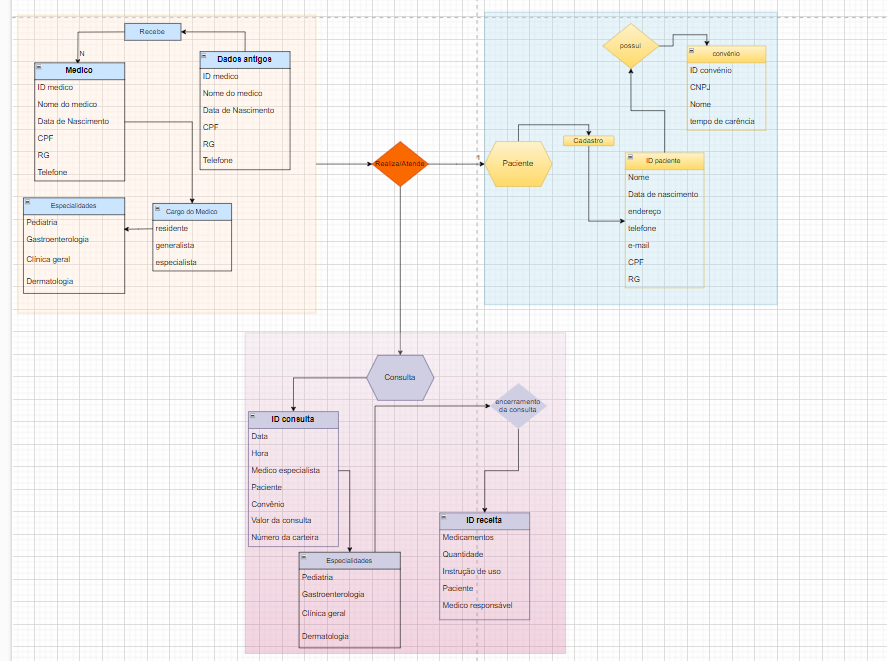 Recebe
N
Medico
ID medico
Nome do medico
Data de Nascimento
CPF
RG
Telefone
Dados antigos
ID medico
Nome do medico
Data de Nascimento
CPF
RG
Telefone
Especialidades
Pediatria
Gastroenterologia
Clínica geral
Dermatologia
Cargo do Medico
residente
generalista
especialista
Realiza/Atende
Paciente
Cadastro
possui
convênio
ID convênio
CNPJ
Nome
tempo de carência
ID paciente
Nome
Data de nascimento
endereço
telefone
e-mail
CPF
RG
Consulta
ID consulta
Data
Hora
Medico especialista
Paciente
Convênio
Valor da consulta
Número da carteira
Especialidades
Pediatria
Gastroenterologia
Clínica geral
Dermatologia
encerramento
da consulta
ID receita
Medicamentos
Quantidade
Instrução de uso
Paciente
Medico responsável